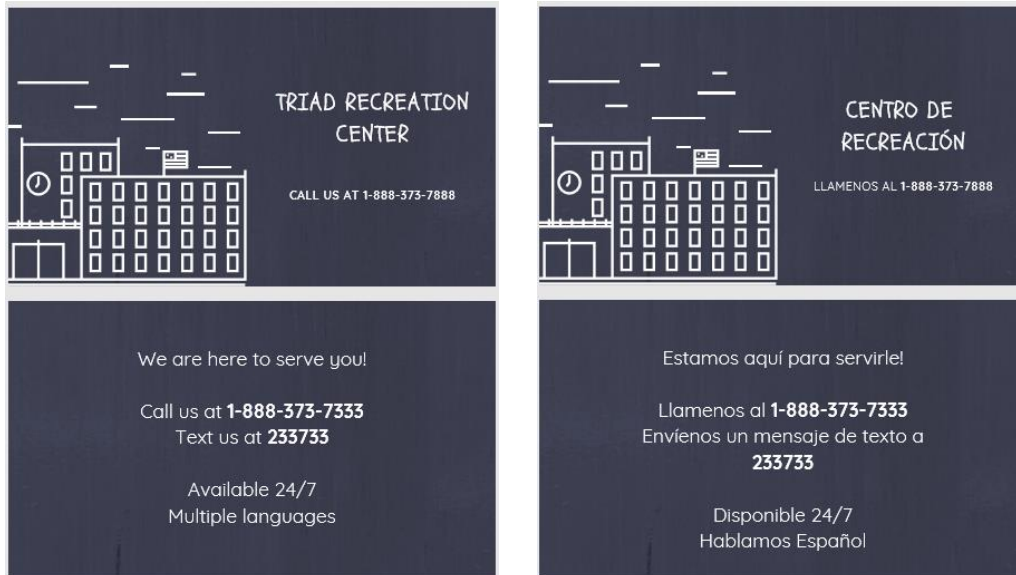 TRIAD RECREATION
CENTER
CALL US AT 1-888-373-7888
We are here to serve you!
Call us at 1-888-373-7333
Text us at 233733
Available 24/7
Multiple languages
CENTRO DE
RECREACIÓN
LLAMENOS AL 1-888-373-7888
Estamos aquí para servirle!
Llamenos al 1-888-373-7333
Envíenos un mensaje de texto a
233733
Disponible 24/7
Hablamos Español